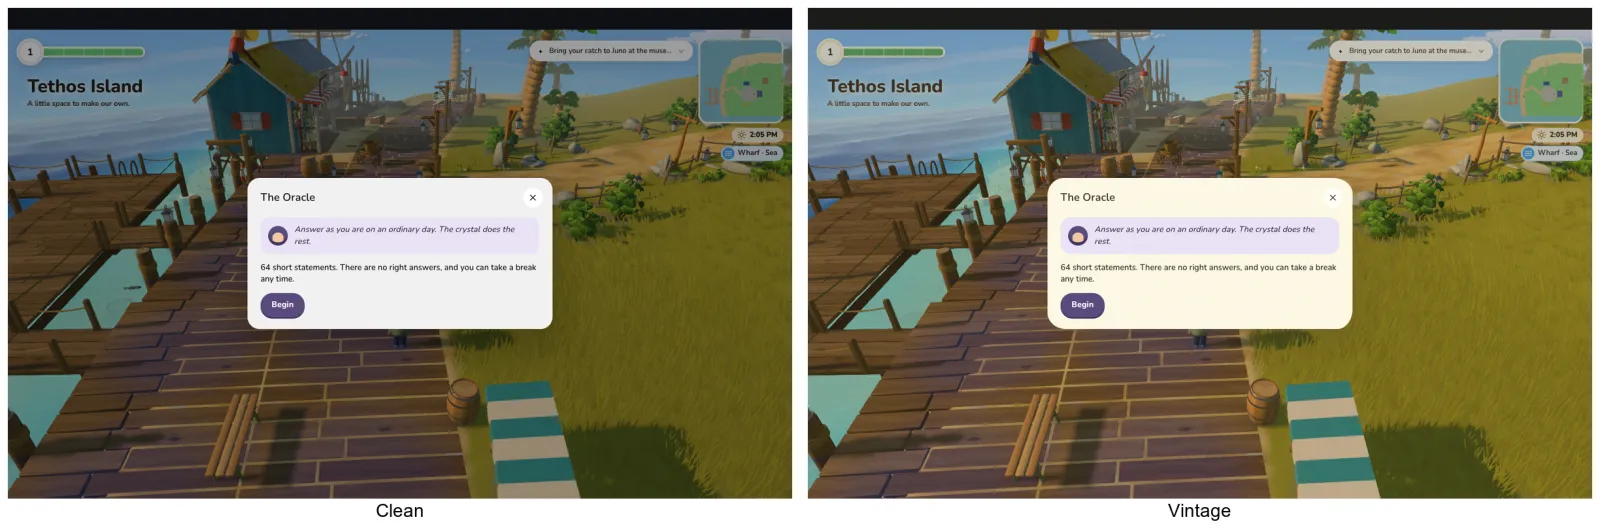 1
Bring your catch to Juno at the muse...
Tethos Island
A little space to make our own.
2:05 PM
Wharf · Sea
The Oracle
Answer as you are on an ordinary day. The crystal does the
rest.
64 short statements. There are no right answers, and you can take a break
any time.
Begin
Clean
1
Bring your catch to Juno at the muse...
Tethos Island
A little space to make our own.
2:05 PM
Wharf · Sea
The Oracle
Answer as you are on an ordinary day. The crystal does the
rest.
64 short statements. There are no right answers, and you can take a break
any time.
Begin
Vintage